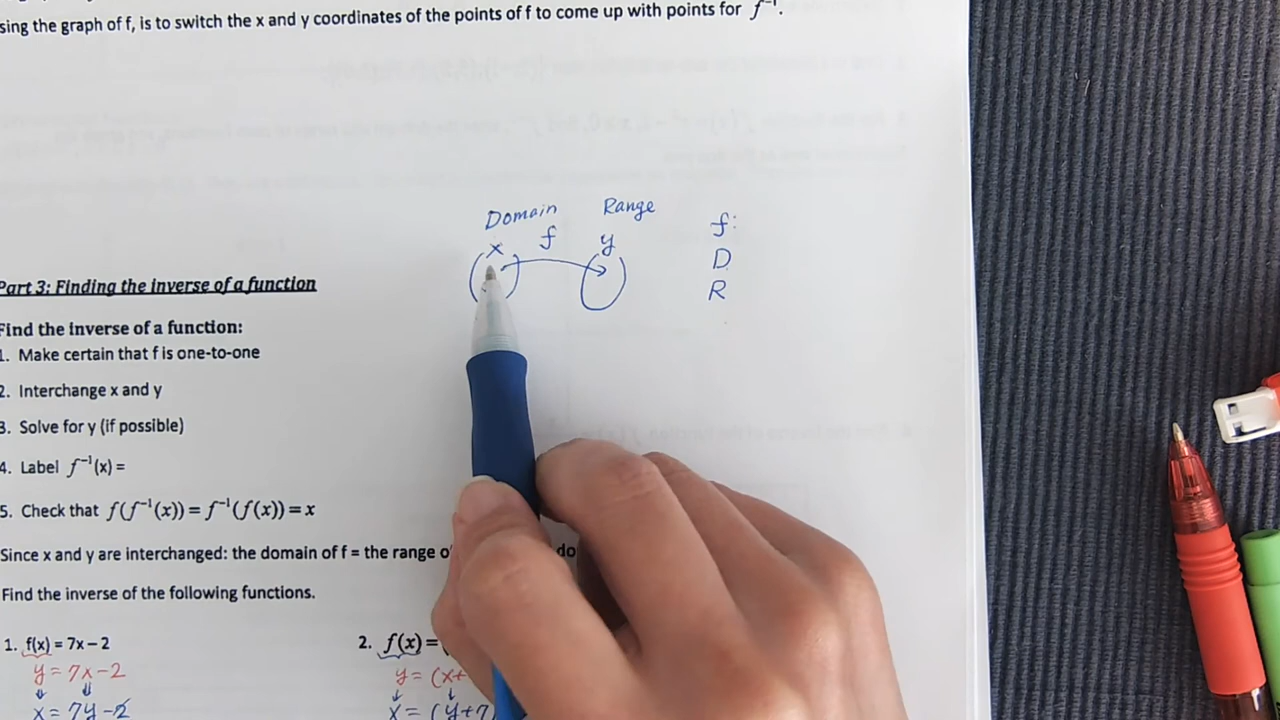 sing the graph of f, is to switch the x and y coordinates of the points of f to come up with points for f⁻¹.
Domain Range
f:
x f y
D
R
Part 3: Finding the inverse of a function
Find the inverse of a function:
1. Make certain that f is one-to-one
2. Interchange x and y
3. Solve for y (if possible)
4. Label f⁻¹(x) =
5. Check that f(f⁻¹(x)) = f⁻¹(f(x)) = x
Since x and y are interchanged: the domain of f = the range o do
Find the inverse of the following functions.
1. f(x) = 7x – 2 2. f(x) =
y = 7x – 2 y = (x+
x = 7y – 2 x = (y+7